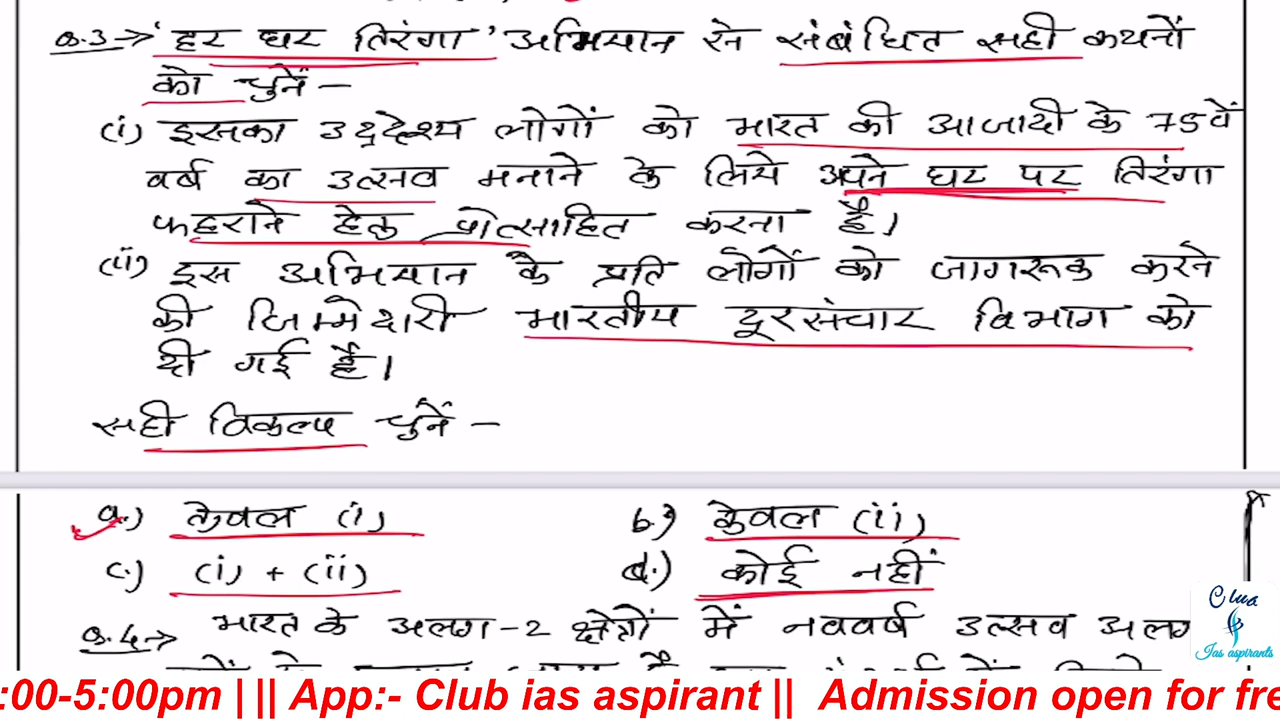 Q.3→ 'हर घर तिरंगा' अभियान से संबंधित सही कथनों
को चुनें –
(i) इसका उद्देश्य लोगों को भारत की आजादी के 75वें
वर्ष का उत्सव मनाने के लिये अपने घर पर तिरंगा
फहराने हेतु प्रोत्साहित करना है।
(ii) इस अभियान के प्रति लोगों को जागरूक करने
की जिम्मेदारी भारतीय दूरसंचार विभाग को
दी गई है।
सही विकल्प चुनें –
a.) केवल (i) b.) केवल (ii)
c.) (i) + (ii) d.) कोई नहीं
Q.4→ भारत के अलग-2 क्षेत्रों में नववर्ष उत्सव अलग
Club
Ias aspirants
:00-5:00pm | || App:- Club ias aspirant || Admission open for fre